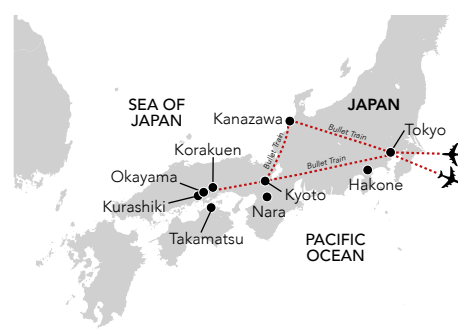 SEA OF
JAPAN
Kanazawa
JAPAN
Bullet Train
Tokyo
Bullet Train
Korakuen
Bullet Train
Okayama
Kurashiki
Kyoto
Hakone
Nara
Takamatsu
PACIFIC
OCEAN